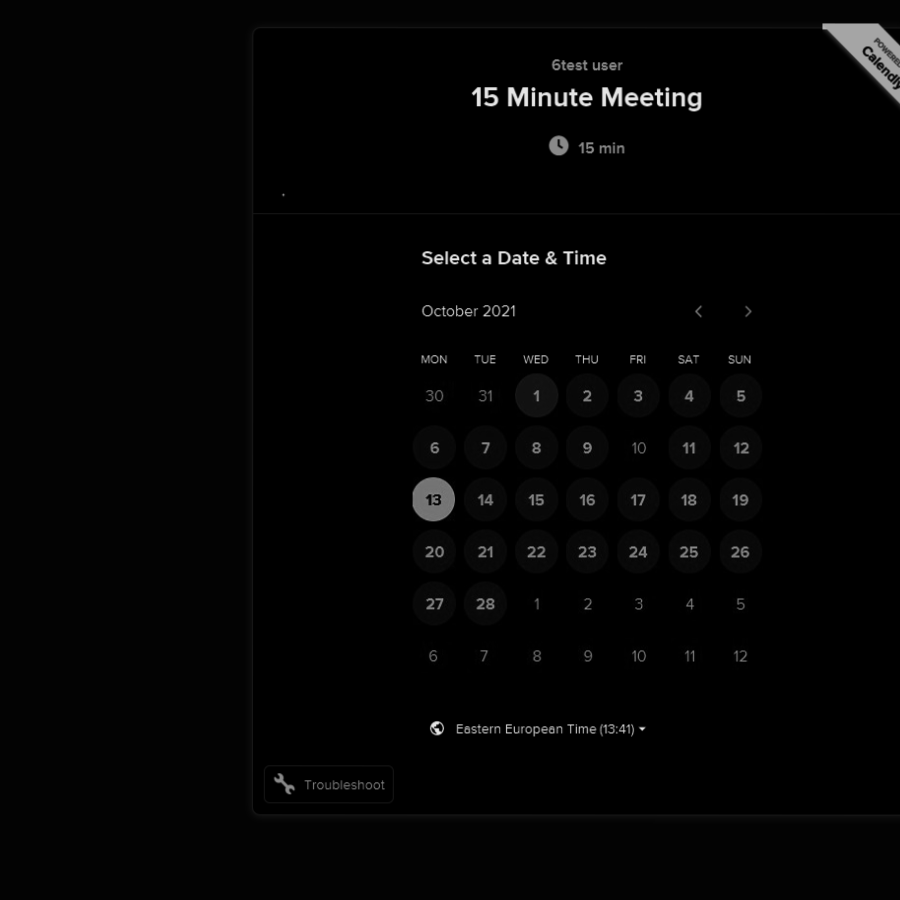 POWERED
Calendly
6test user
15 Minute Meeting
15 min
Select a Date & Time
October 2021
MON TUE WED THU FRI SAT SUN
30 31 1 2 3 4 5
6 7 8 9 10 11 12
13 14 15 16 17 18 19
20 21 22 23 24 25 26
27 28 1 2 3 4 5
6 7 8 9 10 11 12
Eastern European Time (13:41)
Troubleshoot